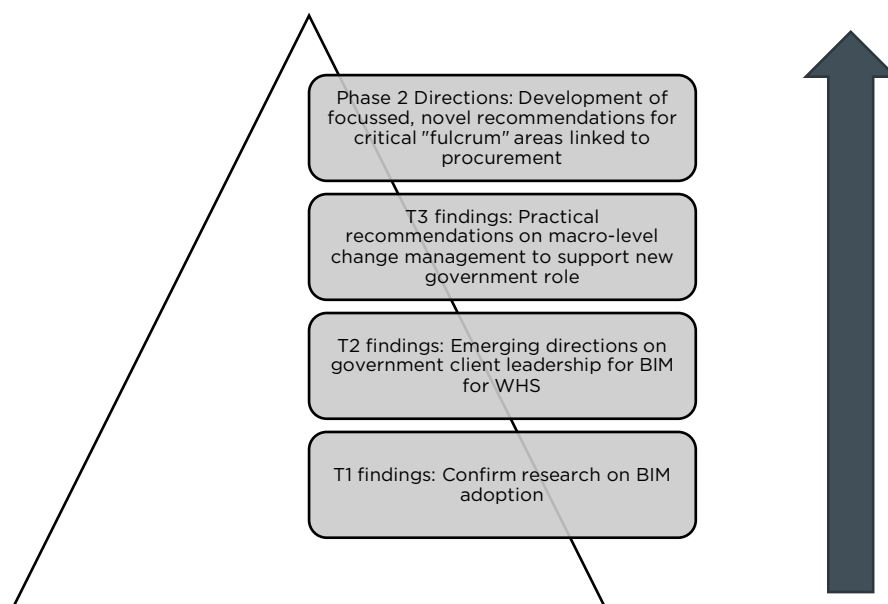 Phase 2 Directions: Development of
focussed, novel recommendations for
critical "fulcrum" areas linked to
procurement
T3 findings: Practical
recommendations on macro-level
change management to support new
government role
T2 findings: Emerging directions on
government client leadership for BIM
for WHS
T1 findings: Confirm research on BIM
adoption